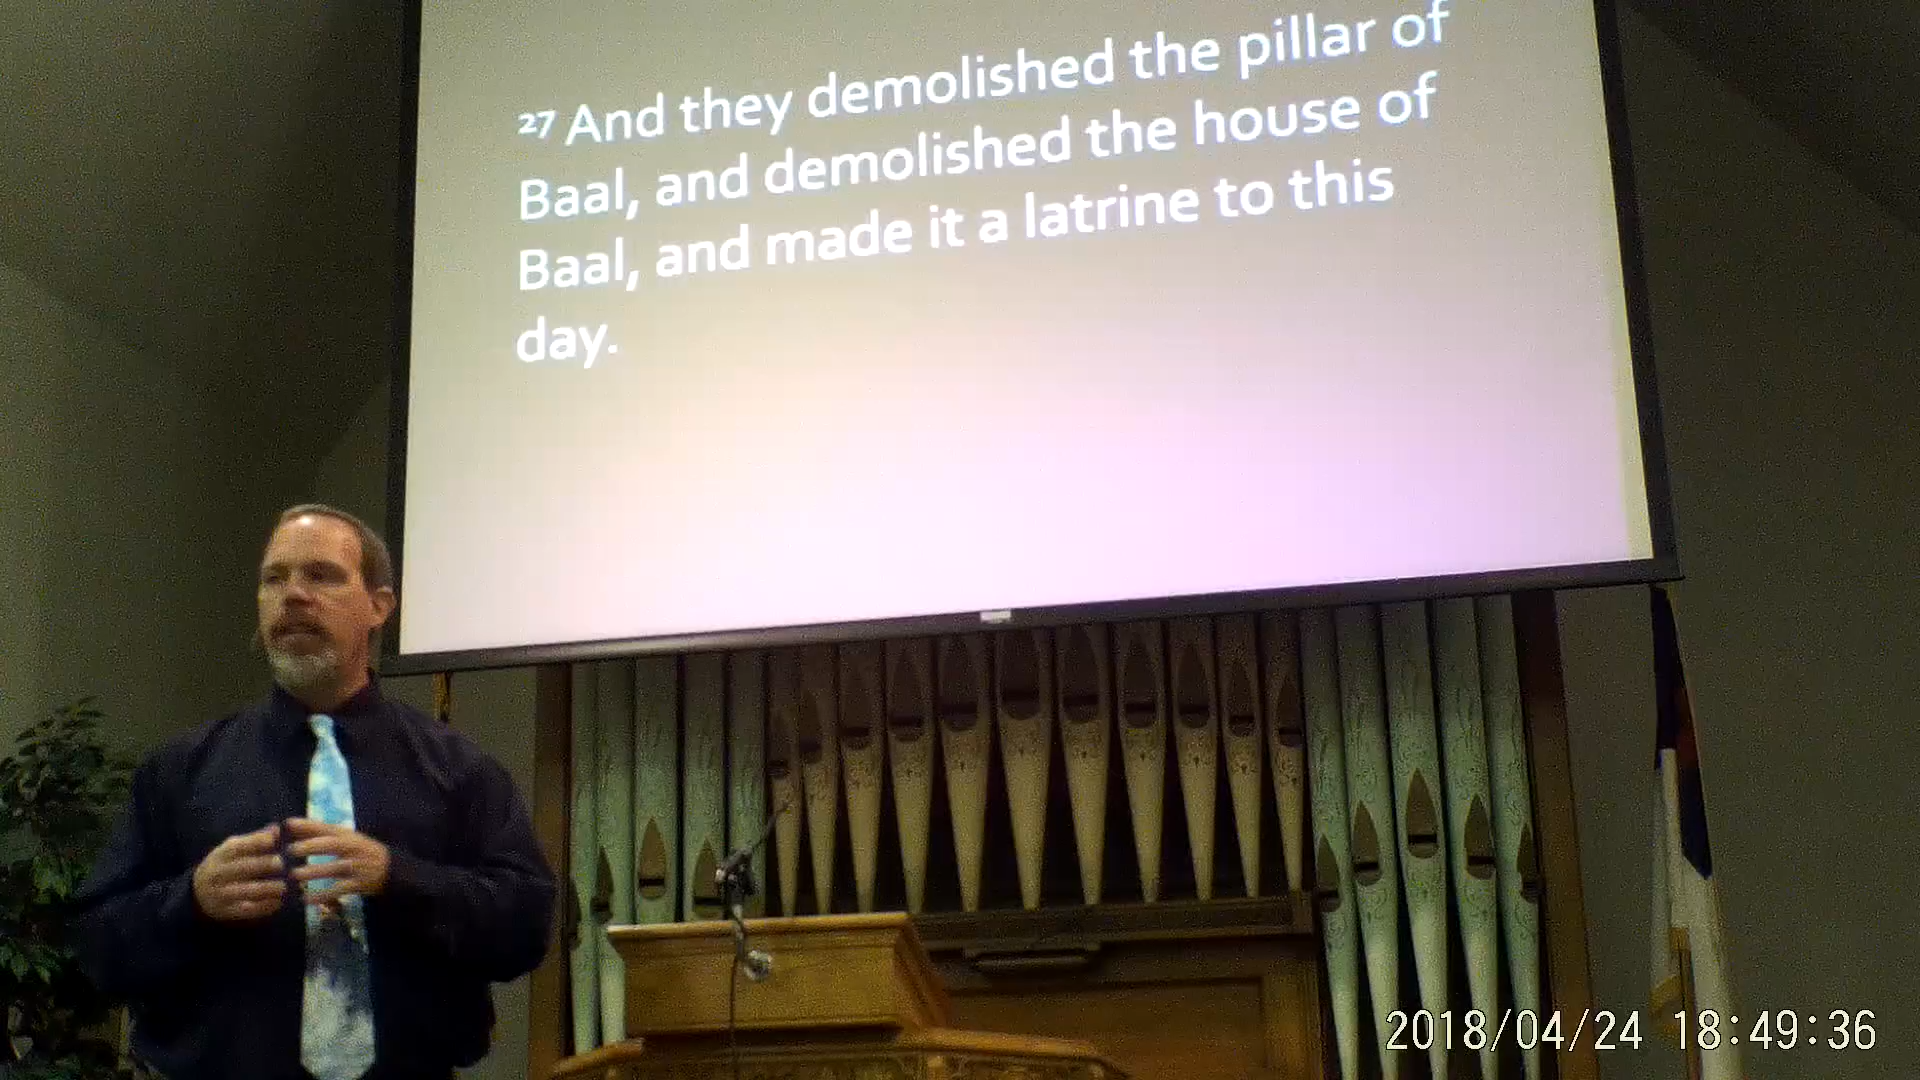 27 And they demolished the pillar of
Baal, and demolished the house of
Baal, and made it a latrine to this
day.
2018/04/24 18:49:36